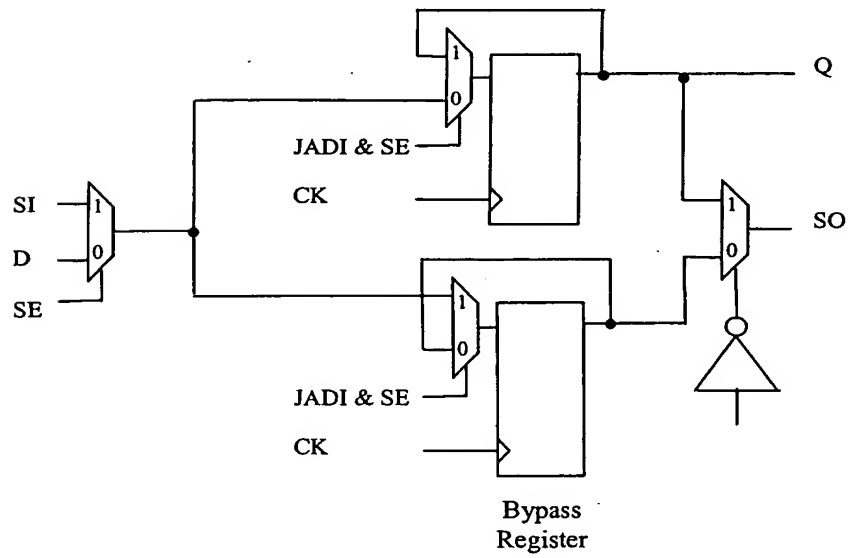 1
Q
0
JADI & SE
CK
SI
1
1
SO
D
0
0
SE
1
0
JADI & SE
CK
Bypass
Register